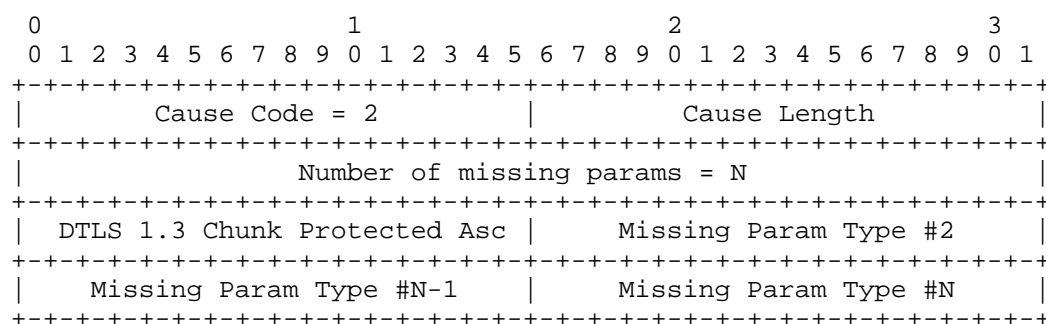 0                   1                   2                   3
 0 1 2 3 4 5 6 7 8 9 0 1 2 3 4 5 6 7 8 9 0 1 2 3 4 5 6 7 8 9 0 1
+-+-+-+-+-+-+-+-+-+-+-+-+-+-+-+-+-+-+-+-+-+-+-+-+-+-+-+-+-+-+-+-+
|         Cause Code = 2        |         Cause Length          |
+-+-+-+-+-+-+-+-+-+-+-+-+-+-+-+-+-+-+-+-+-+-+-+-+-+-+-+-+-+-+-+-+
|                 Number of missing params = N                  |
+-+-+-+-+-+-+-+-+-+-+-+-+-+-+-+-+-+-+-+-+-+-+-+-+-+-+-+-+-+-+-+-+
|  DTLS 1.3 Chunk Protected Asc |     Missing Param Type #2     |
+-+-+-+-+-+-+-+-+-+-+-+-+-+-+-+-+-+-+-+-+-+-+-+-+-+-+-+-+-+-+-+-+
|    Missing Param Type #N-1    |     Missing Param Type #N     |
+-+-+-+-+-+-+-+-+-+-+-+-+-+-+-+-+-+-+-+-+-+-+-+-+-+-+-+-+-+-+-+-+